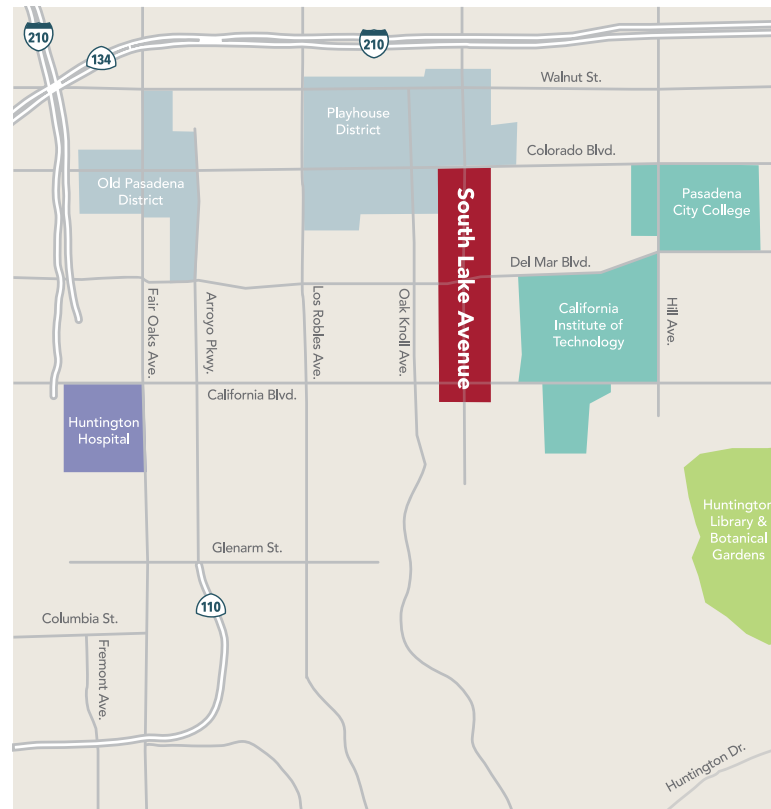 210
134
210
Walnut St.
Playhouse
District
Colorado Blvd.
Old Pasadena
District
South Lake Avenue
Pasadena
City College
Del Mar Blvd.
Fair Oaks Ave.
Arroyo Pkwy.
Los Robles Ave.
Oak Knoll Ave.
California
Institute of
Technology
Hill Ave.
California Blvd.
Huntington
Hospital
Huntington
Library &
Botanical
Gardens
Glenarm St.
110
Columbia St.
Fremont Ave.
Huntington Dr.